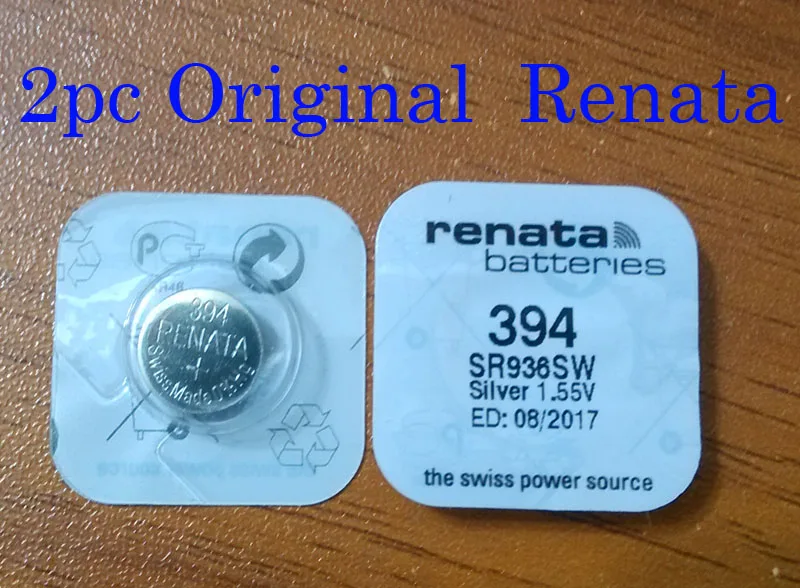 2pc Original Renata
394
RENATA
+
Swiss Made
renata
batteries
394
SR936SW
Silver 1.55V
ED: 08/2017
the swiss power source